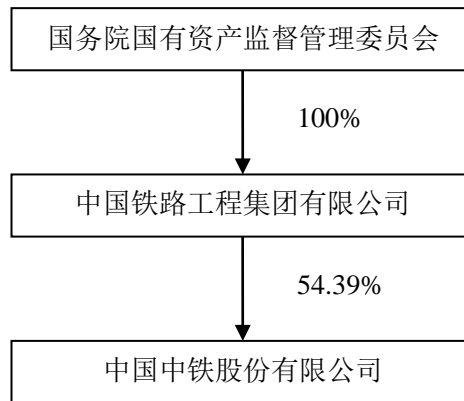 国务院国有资产监督管理委员会
100%
中国铁路工程集团有限公司
54.39%
中国中铁股份有限公司